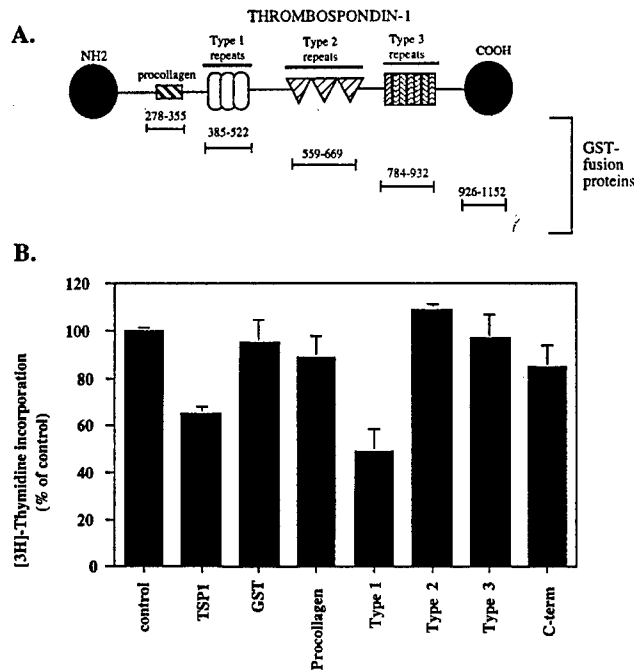 THROMBOSPONDIN-1
A.
NH2
procollagen
Type 1
repeats
Type 2
repeats
Type 3
repeats
COOH
278-355
385-522
559-669
784-932
926-1152
GST-
fusion
proteins
B.
[3H]-Thymidine incorporation
(% of control)
120
100
80
60
40
20
0
control
TSP1
GST
Procollagen
Type 1
Type 2
Type 3
C-term